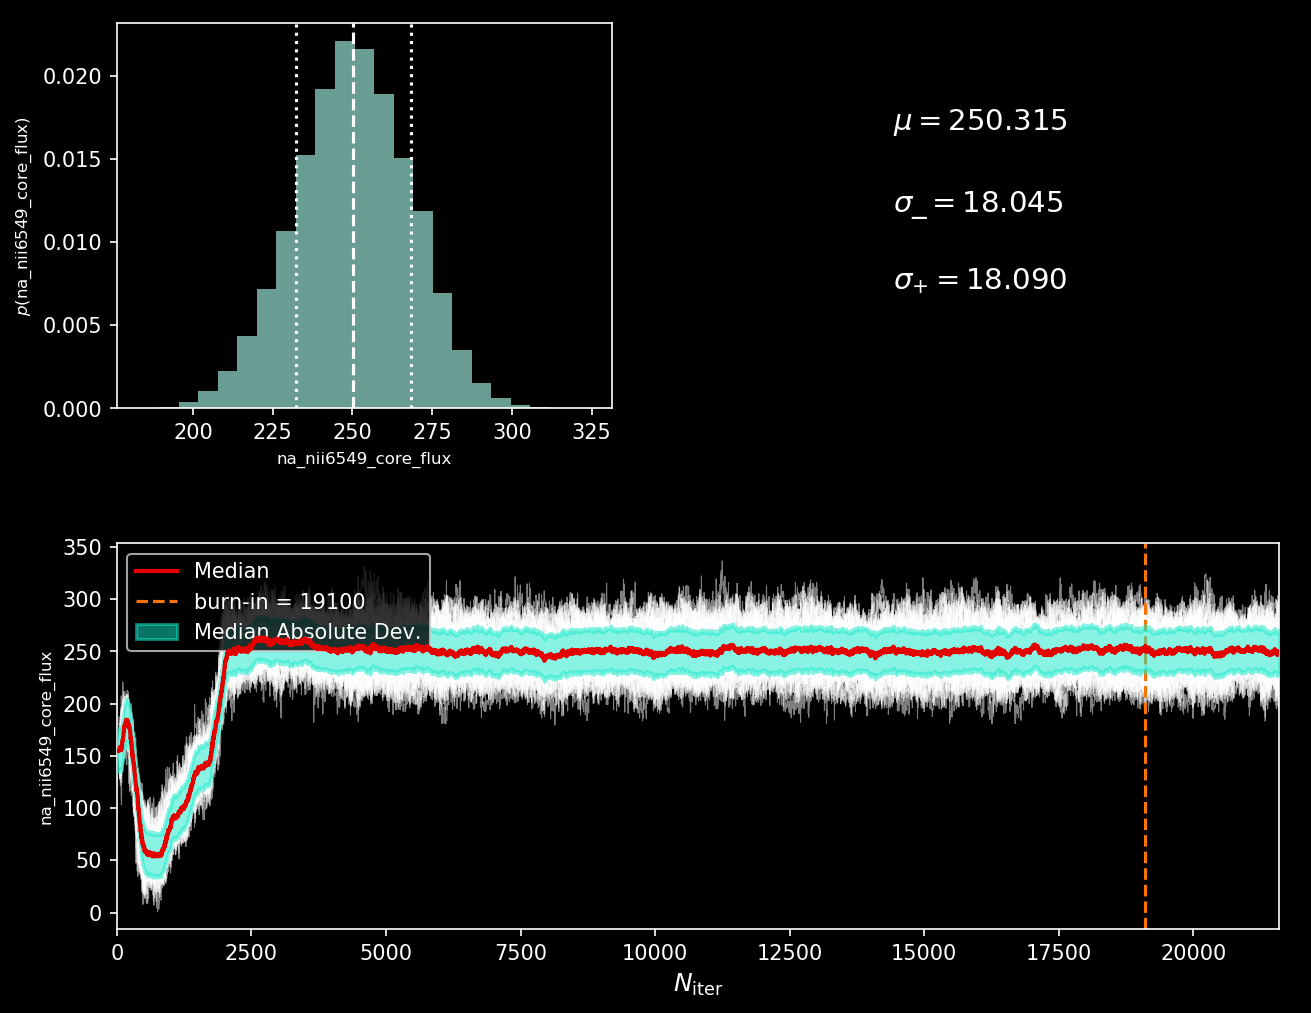 0.020
0.015
0.010
0.005
0.000
p(na_nii6549_core_flux)
200 225 250 275 300 325
na_nii6549_core_flux
μ = 250.315
σ₋ = 18.045
σ₊ = 18.090
350
300
250
200
150
100
50
0
na_nii6549_core_flux
Median
burn-in = 19100
Median Absolute Dev.
0 2500 5000 7500 10000 12500 15000 17500 20000
N_iter